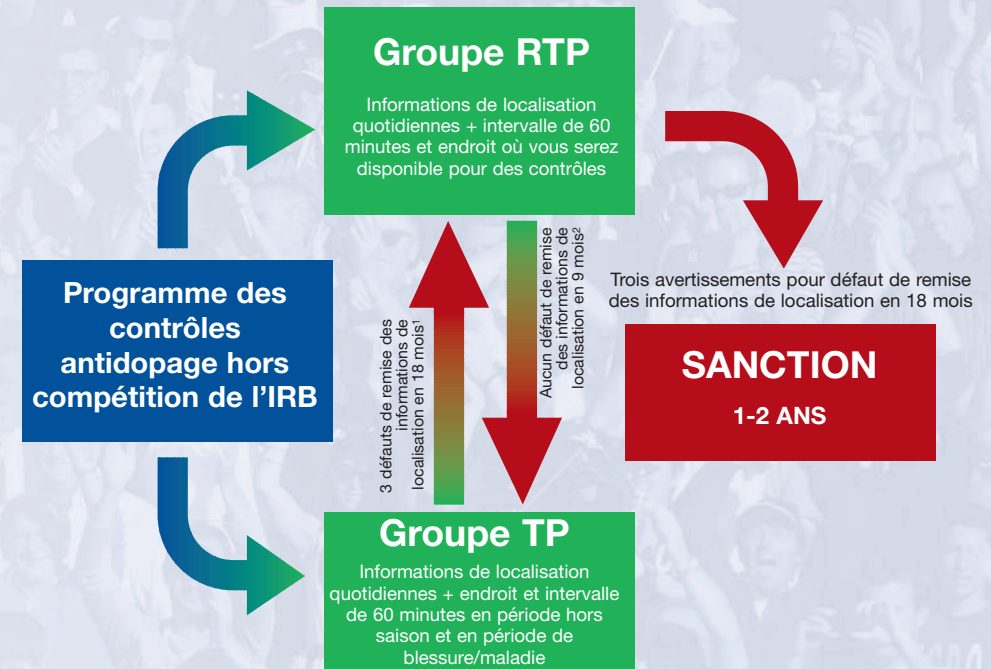 Groupe RTP
Informations de localisation
quotidiennes + intervalle de 60
minutes et endroit où vous serez
disponible pour des contrôles
Programme des
contrôles
antidopage hors
compétition de l’IRB
3 défauts de remise des
informations de
localisation en 18 mois¹
Aucun défaut de remise
des informations de
localisation en 9 mois²
Trois avertissements pour défaut de remise
des informations de localisation en 18 mois
SANCTION
1-2 ANS
Groupe TP
Informations de localisation
quotidiennes + endroit et intervalle
de 60 minutes en période hors
saison et en période de
blessure/maladie